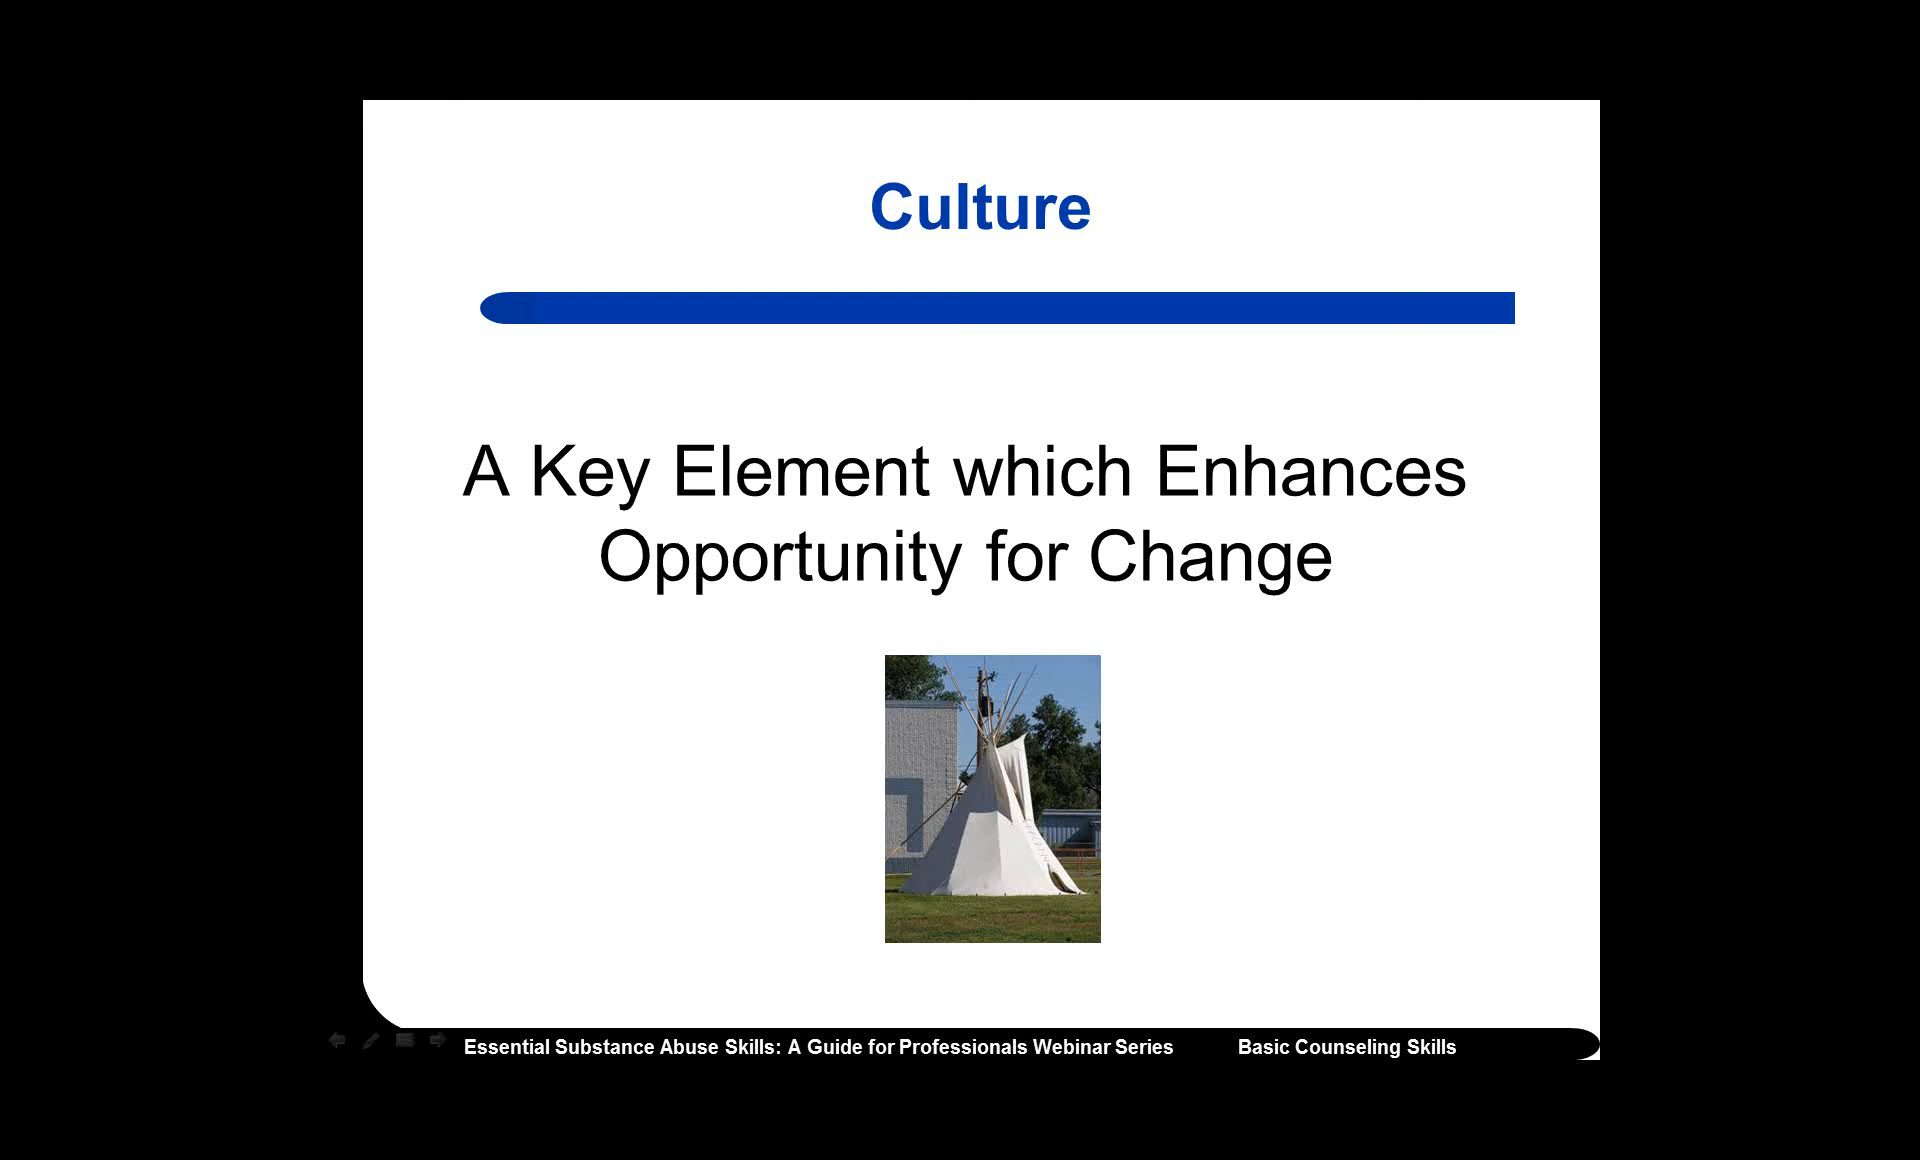 Culture
A Key Element which Enhances
Opportunity for Change
Essential Substance Abuse Skills: A Guide for Professionals Webinar Series
Basic Counseling Skills